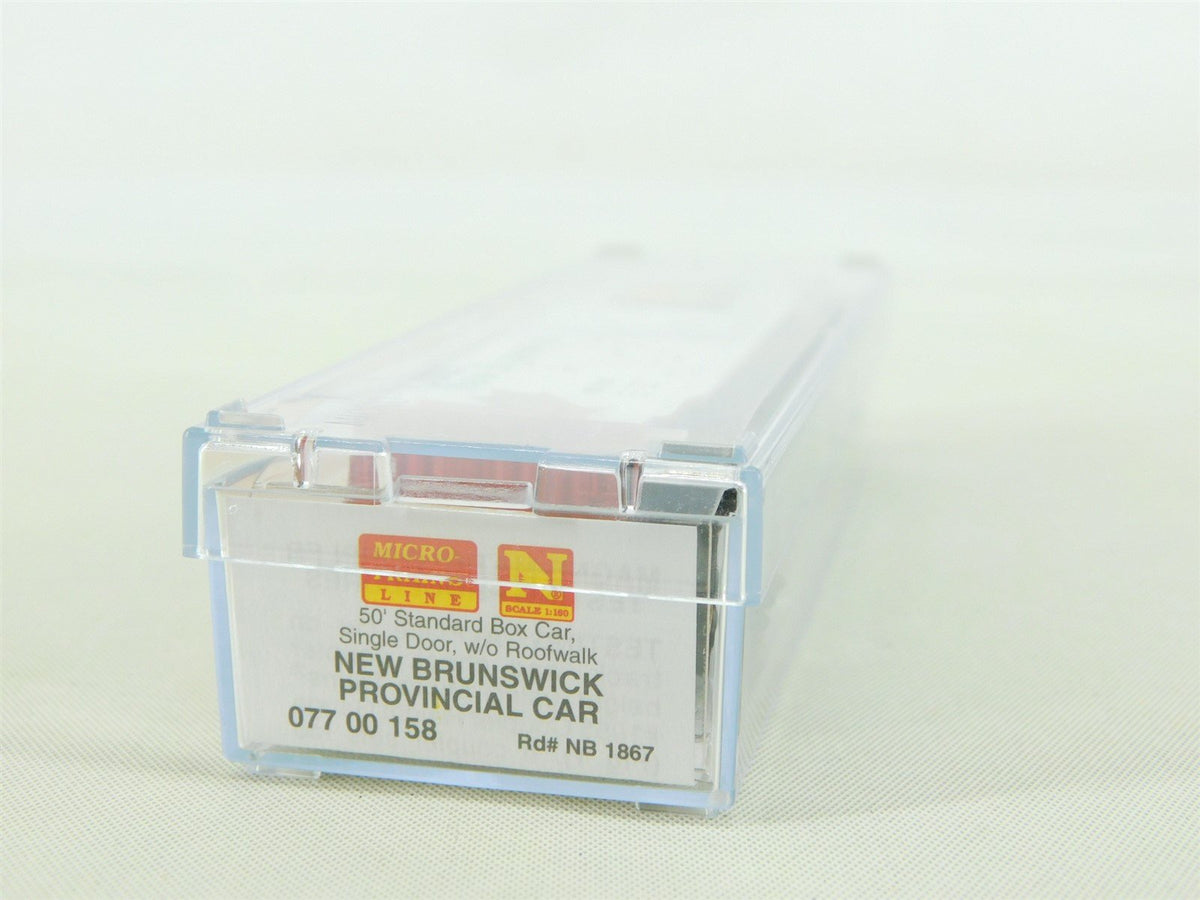 MICRO-
TRAINS®
LINE
N®
SCALE 1:160
50' Standard Box Car,
Single Door, w/o Roofwalk
NEW BRUNSWICK
PROVINCIAL CAR
077 00 158
Rd# NB 1867